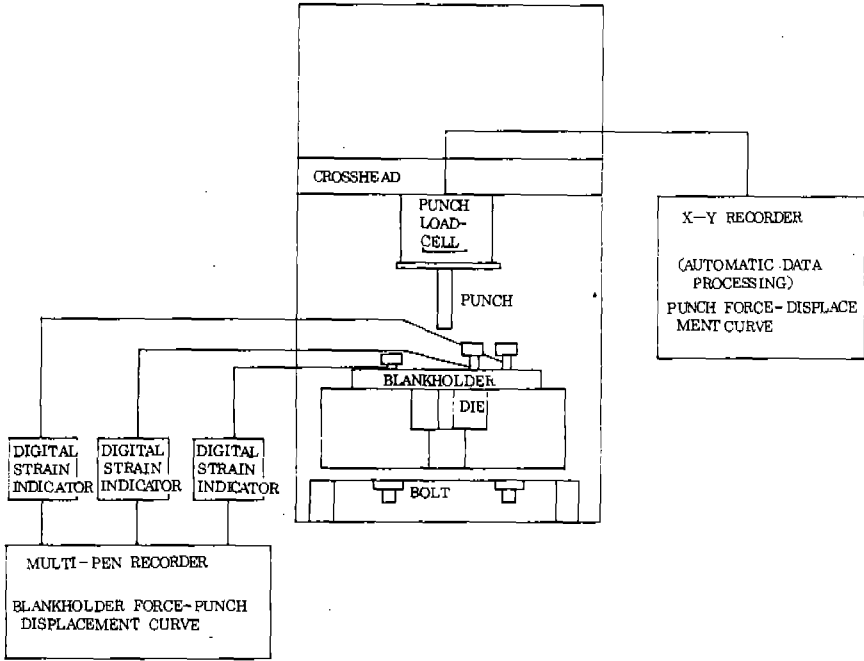 CROSSHEAD
PUNCH
LOAD-
CELL
PUNCH
X-Y RECORDER
(AUTOMATIC DATA
PROCESSING)
PUNCH FORCE-DISPLACE
MENT CURVE
BLANKHOLDER
DIE
BOLT
DIGITAL
STRAIN
INDICATOR
DIGITAL
STRAIN
INDICATOR
DIGITAL
STRAIN
INDICATOR
MULTI-PEN RECORDER
BLANKHOLDER FORCE-PUNCH
DISPLACEMENT CURVE